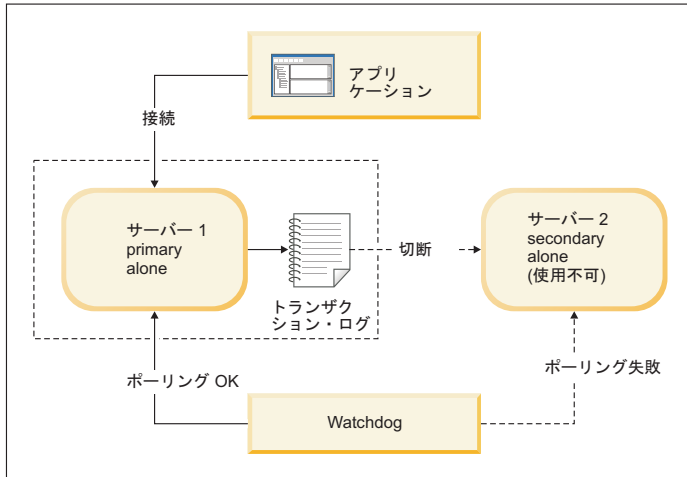 アプリ
ケーション
接続
サーバー 1
primary
alone
トランザク
ション・ログ
切断
サーバー 2
secondary
alone
(使用不可)
ポーリング OK
ポーリング失敗
Watchdog